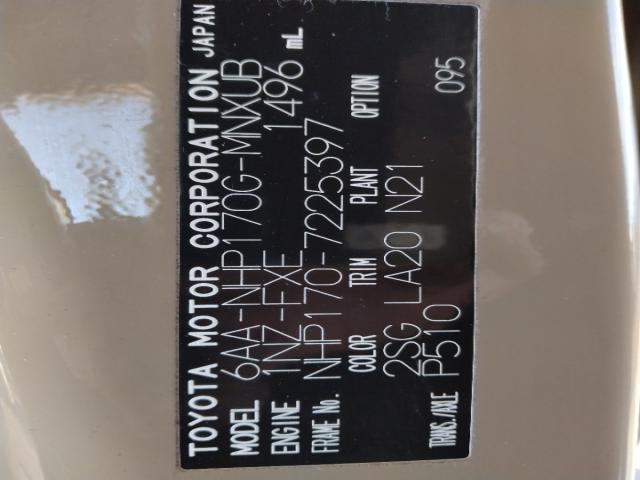 TOYOTA MOTOR CORPORATION JAPAN
MODEL 6AA-NHP170G-MNXUB
ENGINE 1NZ-FXE 1496 mL
FRAME No. NHP170-7225397
COLOR TRIM PLANT OPTION
2SG LA20 N21
TRANS./AXLE P510 095